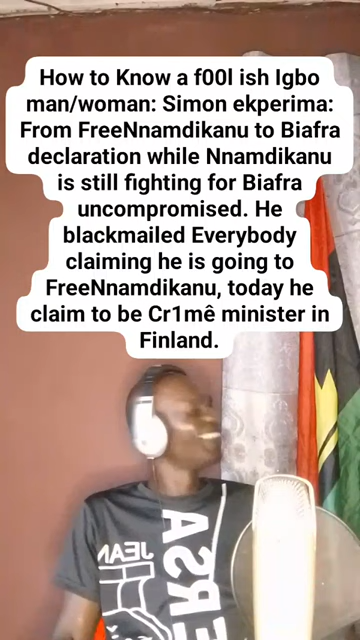 How to Know a f00l ish Igbo
man/woman: Simon ekperima:
From FreeNnamdikanu to Biafra
declaration while Nnamdikanu
is still fighting for Biafra
uncompromised. He
blackmailed Everybody
claiming he is going to
FreeNnamdikanu, today he
claim to be Cr1mê minister in
Finland.
JEAN
ERSA